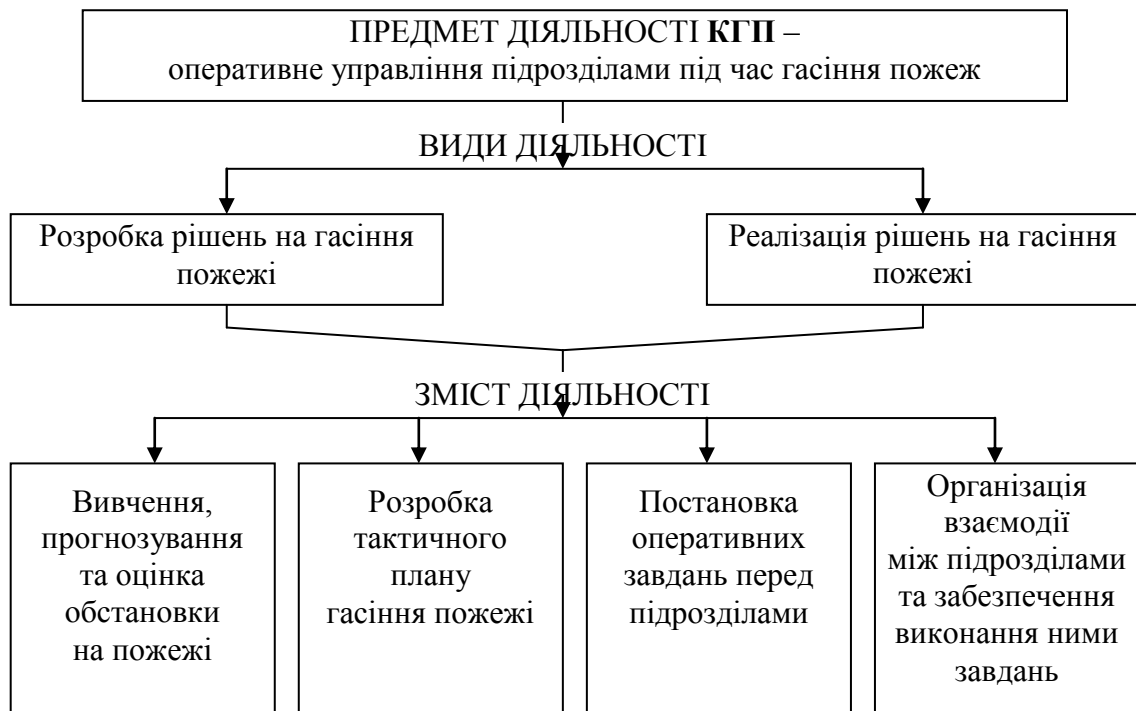 ПРЕДМЕТ ДІЯЛЬНОСТІ КГП –
оперативне управління підрозділами під час гасіння пожеж
ВИДИ ДІЯЛЬНОСТІ
Розробка рішень на гасіння
пожежі
Реалізація рішень на гасіння
пожежі
ЗМІСТ ДІЯЛЬНОСТІ
Вивчення,
прогнозування
та оцінка
обстановки
на пожежі
Розробка
тактичного
плану
гасіння пожежі
Постановка
оперативних
завдань перед
підрозділами
Організація
взаємодії
між підрозділами
та забезпечення
виконання ними
завдань